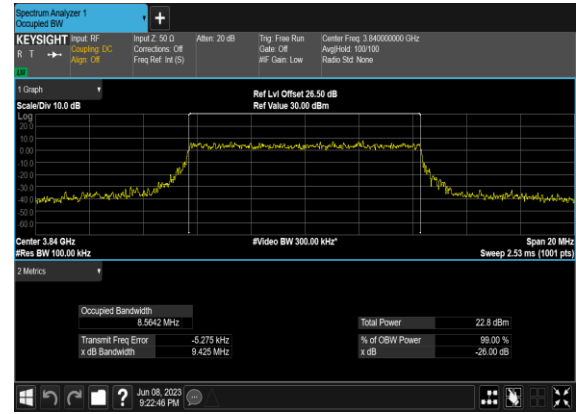 Spectrum Analyzer 1
Occupied BW
KEYSIGHT Input: RF Input Z: 50 Ω Atten: 20 dB Trig: Free Run Center Freq: 3.840000000 GHz
R T Coupling: DC Corrections: Off Gate: Off Avg|Hold: 100/100
Align: Off Freq Ref: Int (S) #IF Gain: Low Radio Std: None
LXI
1 Graph
Ref Lvl Offset 26.50 dB
Scale/Div 10.0 dB Ref Value 30.00 dBm
Log
20.0
10.0
0.00
-10.0
-20.0
-30.0
-40.0
-50.0
-60.0
Center 3.84 GHz #Video BW 300.00 kHz* Span 20 MHz
#Res BW 100.00 kHz Sweep 2.53 ms (1001 pts)
2 Metrics
Occupied Bandwidth
8.5642 MHz Total Power 22.8 dBm
Transmit Freq Error -5.275 kHz % of OBW Power 99.00 %
x dB Bandwidth 9.425 MHz x dB -26.00 dB
? Jun 08, 2023
9:22:46 PM